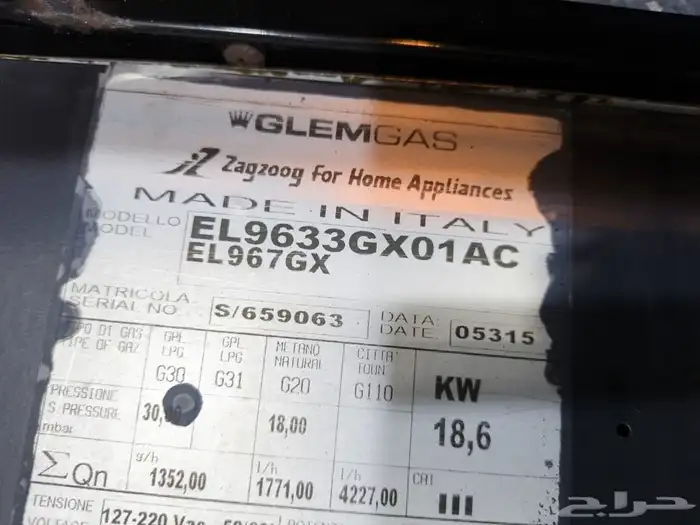 GLEMGAS
Zagzoog for Home Appliances
MADE IN ITALY
MODELLO
MODEL
EL9633GX01AC
EL967GX
MATRICOLA
SERIAL NO
S/659063
DATA
DATE
05315
DI GAS
OF GAZ
GPL
LPG
G30
GPL
LPG
G31
METANO
NATURAL
G20
CITTA'
TOWN
G110
KW
PRESSIONE
S. PRESSURE
mbar
30,
18,00
18,6
ΣQn
g/h
1352,00
l/h
1771,00
l/h
4227,00
CAT
III
TENSIONE
127-220 Vac
حراج